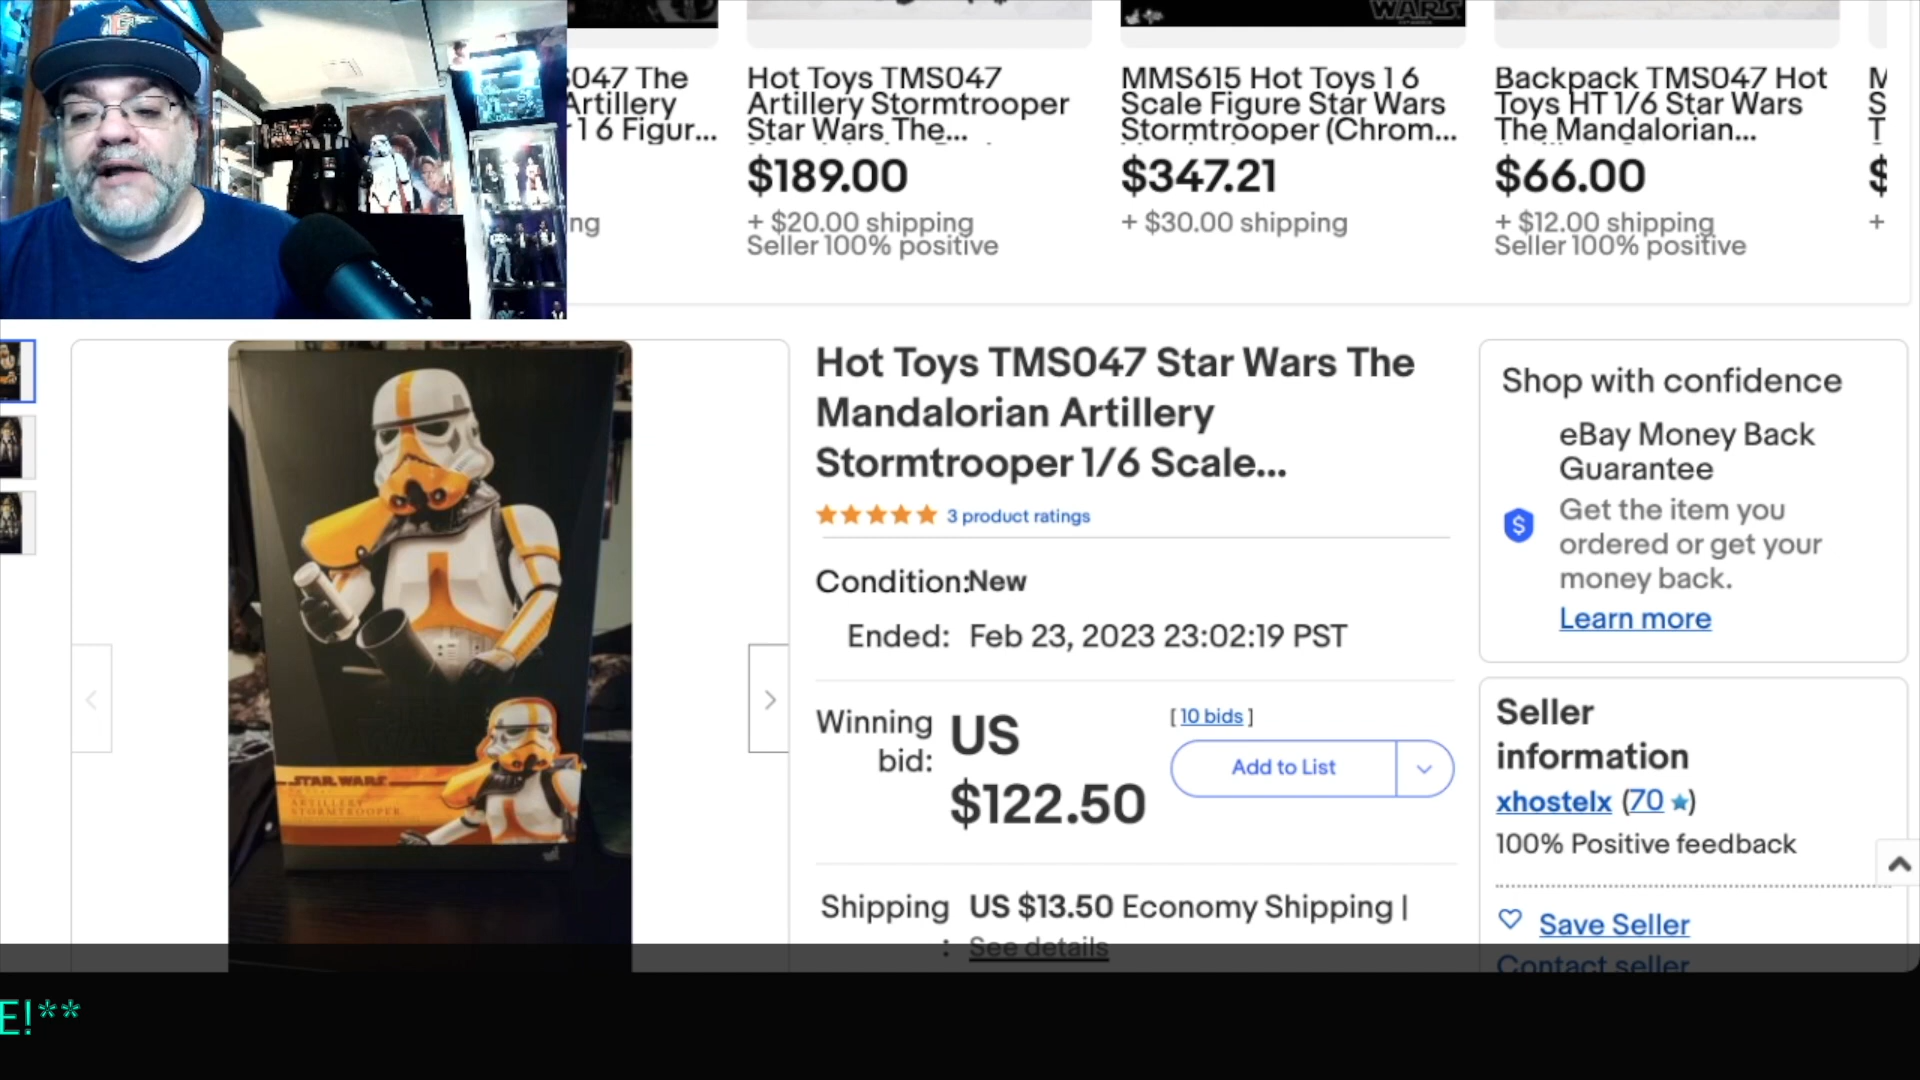 WARS
S047 The
Artillery
r 1 6 Figur...
ng
Hot Toys TMS047
Artillery Stormtrooper
Star Wars The...
$189.00
+ $20.00 shipping
Seller 100% positive
MMS615 Hot Toys 1 6
Scale Figure Star Wars
Stormtrooper (Chrom...
$347.21
+ $30.00 shipping
Backpack TMS047 Hot
Toys HT 1/6 Star Wars
The Mandalorian...
$66.00
+ $12.00 shipping
Seller 100% positive
M
S
T
$
+
STAR WARS
ARTILLERY
STORMTROOPER
Hot Toys TMS047 Star Wars The
Mandalorian Artillery
Stormtrooper 1/6 Scale...
3 product ratings
Condition:New
Ended: Feb 23, 2023 23:02:19 PST
Winning bid: US $122.50
[ 10 bids ]
Add to List
Shipping : US $13.50 Economy Shipping |
See details
Shop with confidence
eBay Money Back
Guarantee
Get the item you
ordered or get your
money back.
Learn more
Seller
information
xhostelx (70)
100% Positive feedback
Save Seller
Contact seller
E!**